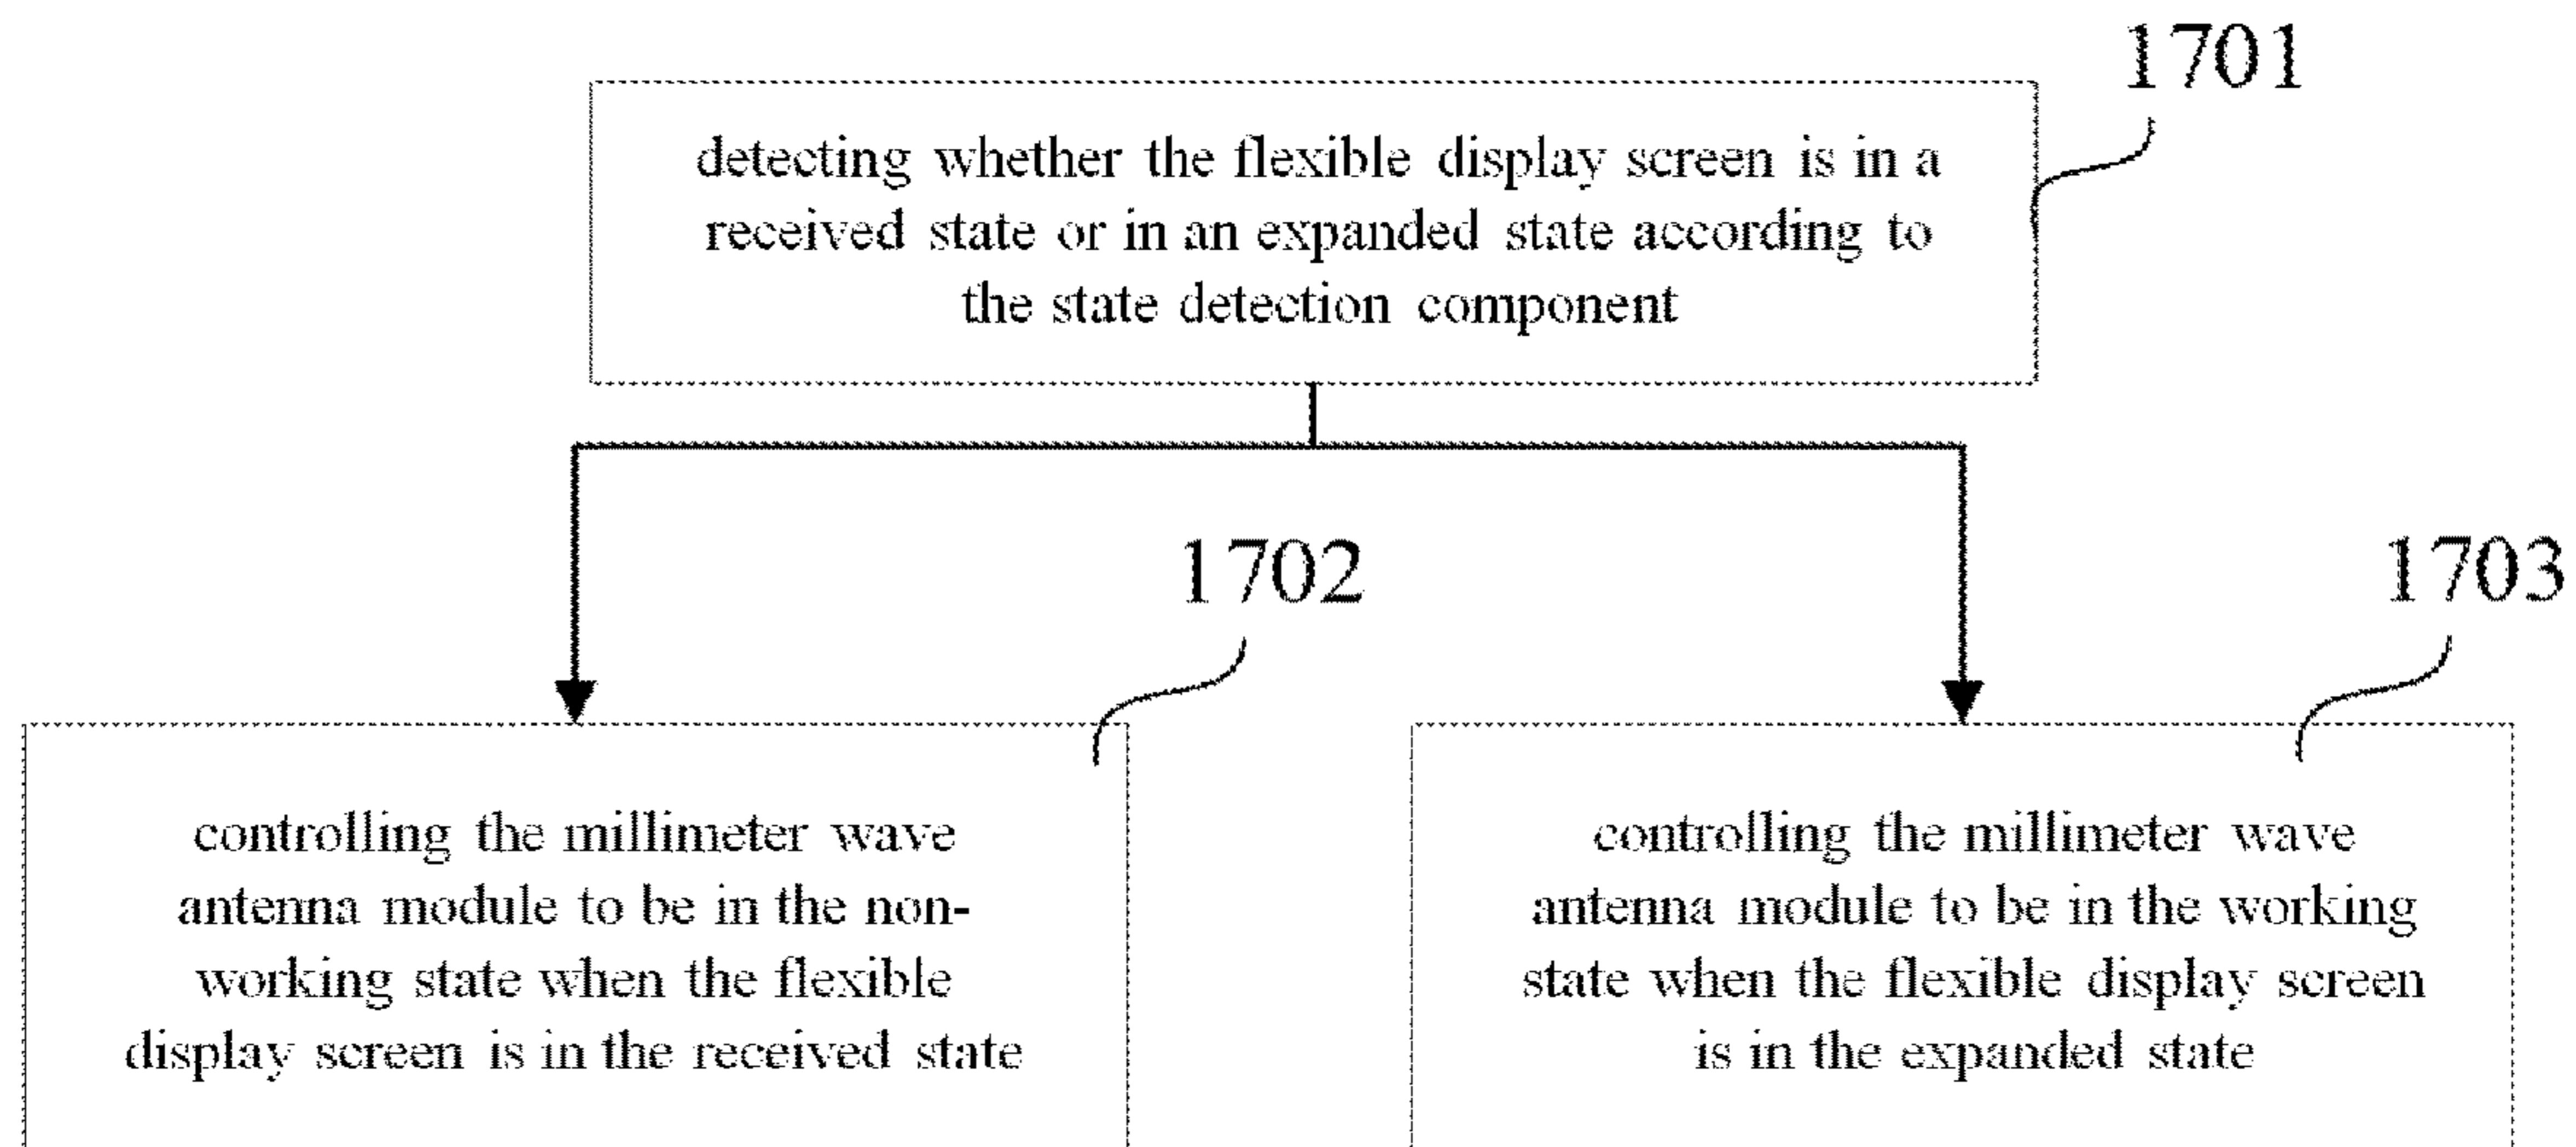 1701
detecting whether the flexible display screen is in a
received state or in an expanded state according to
the state detection component
1702
controlling the millimeter wave
antenna module to be in the non-
working state when the flexible
display screen is in the received state
1703
controlling the millimeter wave
antenna module to be in the working
state when the flexible display screen
is in the expanded state